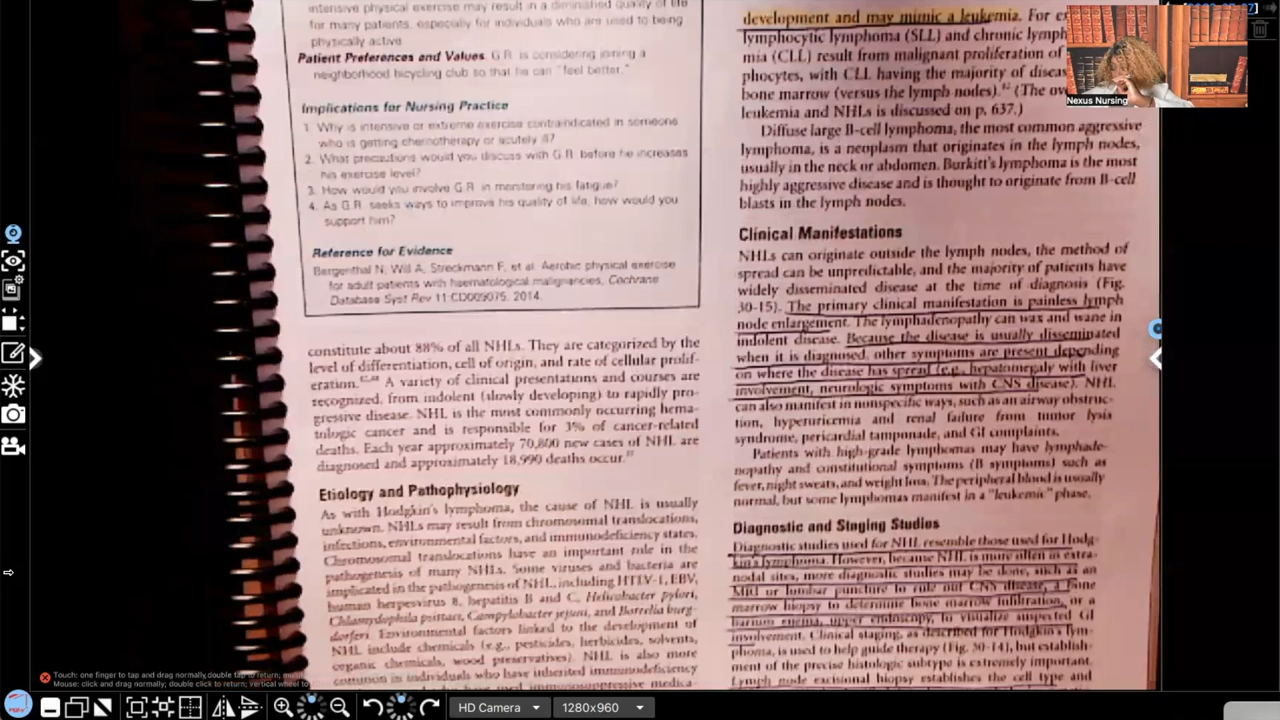 intensive physical exercise may result in a diminished quality of life
for many patients, especially for individuals who are used to being
physically active.
Patient Preferences and Values. G.R. is considering joining a
neighborhood bicycling club so that he can "feel better."
Implications for Nursing Practice
1. Why is intensive or extreme exercise contraindicated in someone
who is getting chemotherapy or acutely ill?
2. What precautions would you discuss with G.R. before he increases
his exercise level?
3. How would you involve G.R. in monitoring his fatigue?
4. As G.R. seeks ways to improve his quality of life, how would you
support him?
Reference for Evidence
Bergenthal N, Will A, Streckmann F, et al: Aerobic physical exercise
for adult patients with haematological malignancies, Cochrane
Database Syst Rev 11:CD009075, 2014.
constitute about 88% of all NHLs. They are categorized by the
level of differentiation, cell of origin, and rate of cellular prolif-
eration. A variety of clinical presentations and courses are
recognized, from indolent (slowly developing) to rapidly pro-
gressive disease. NHL is the most commonly occurring hema-
tologic cancer and is responsible for 3% of cancer-related
deaths. Each year approximately 70,800 new cases of NHL are
diagnosed and approximately 18,990 deaths occur.
Etiology and Pathophysiology
As with Hodgkin's lymphoma, the cause of NHL is usually
unknown. NHLs may result from chromosomal translocations,
infections, environmental factors, and immunodeficiency states.
Chromosomal translocations have an important role in the
pathogenesis of many NHLs. Some viruses and bacteria are
implicated in the pathogenesis of NHL, including HTLV-1, EBV,
human herpesvirus 8, hepatitis B and C, Helicobacter pylori,
Chlamydophila psittaci, Campylobacter jejuni, and Borrelia burg-
dorferi. Environmental factors linked to the development of
NHL include chemicals (e.g., pesticides, herbicides, solvents,
organic chemicals, wood preservatives). NHL is also more
common in individuals who have inherited immunodeficiency
used immunosuppressive medica-
development and may mimic a leukemia. For
lymphocytic lymphoma (SLL) and chronic
mia (CLL) result from malignant proliferation of
phocytes, with CLL having the majority of
bone marrow (versus the lymph nodes). (The
leukemia and NHLs is discussed on p. 637.)
Diffuse large B-cell lymphoma, the most common aggressive
lymphoma, is a neoplasm that originates in the lymph nodes,
usually in the neck or abdomen. Burkitt's lymphoma is the most
highly aggressive disease and is thought to originate from B-cell
blasts in the lymph nodes.
Clinical Manifestations
NHLs can originate outside the lymph nodes, the method of
spread can be unpredictable, and the majority of patients have
widely disseminated disease at the time of diagnosis (Fig.
30-15). The primary clinical manifestation is painless lymph
node enlargement. The lymphadenopathy can wax and wane in
indolent disease. Because the disease is usually disseminated
when it is diagnosed, other symptoms are present depending
on where the disease has spread (e.g., hepatomegaly with liver
involvement, neurologic symptoms with CNS disease). NHL
can also manifest in nonspecific ways, such as an airway obstruc-
tion, hyperuricemia and renal failure from tumor lysis
syndrome, pericardial tamponade, and GI complaints.
Patients with high-grade lymphomas may have lymphade-
nopathy and constitutional symptoms (B symptoms) such as
fever, night sweats, and weight loss. The peripheral blood is usually
normal, but some lymphomas manifest in a "leukemic" phase.
Diagnostic and Staging Studies
Diagnostic studies used for NHL resemble those used for Hodg-
kin's lymphoma. However, because NHL is more often in extra-
nodal sites, more diagnostic studies may be done, such as an
MRI or lumbar puncture to rule out CNS disease, a bone
marrow biopsy to determine bone marrow infiltration, or a
barium enema, upper endoscopy, to visualize suspected GI
involvement. Clinical staging, as described for Hodgkin's lym-
phoma, is used to help guide therapy (Fig. 30-14), but establish-
ment of the precise histologic subtype is extremely important.
Lymph node excisional biopsy establishes the cell type and
Nexus Nursing
Touch: one finger to tap and drag normally, double tap to return;
Mouse: click and drag normally; double click to return; vertical wheel to
HD Camera
1280x960